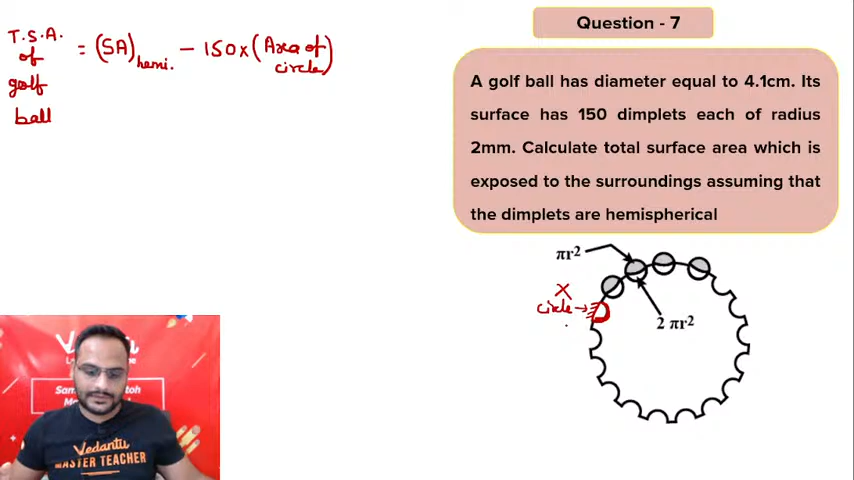 Question - 7
T.S.A. of golf ball = (SA)hemi. - 150x(Area of circle)
A golf ball has diameter equal to 4.1cm. Its
surface has 150 dimplets each of radius
2mm. Calculate total surface area which is
exposed to the surroundings assuming that
the dimplets are hemispherical
πr²
X
circle
2 πr²
Vedantu
Vedantu
MASTER TEACHER